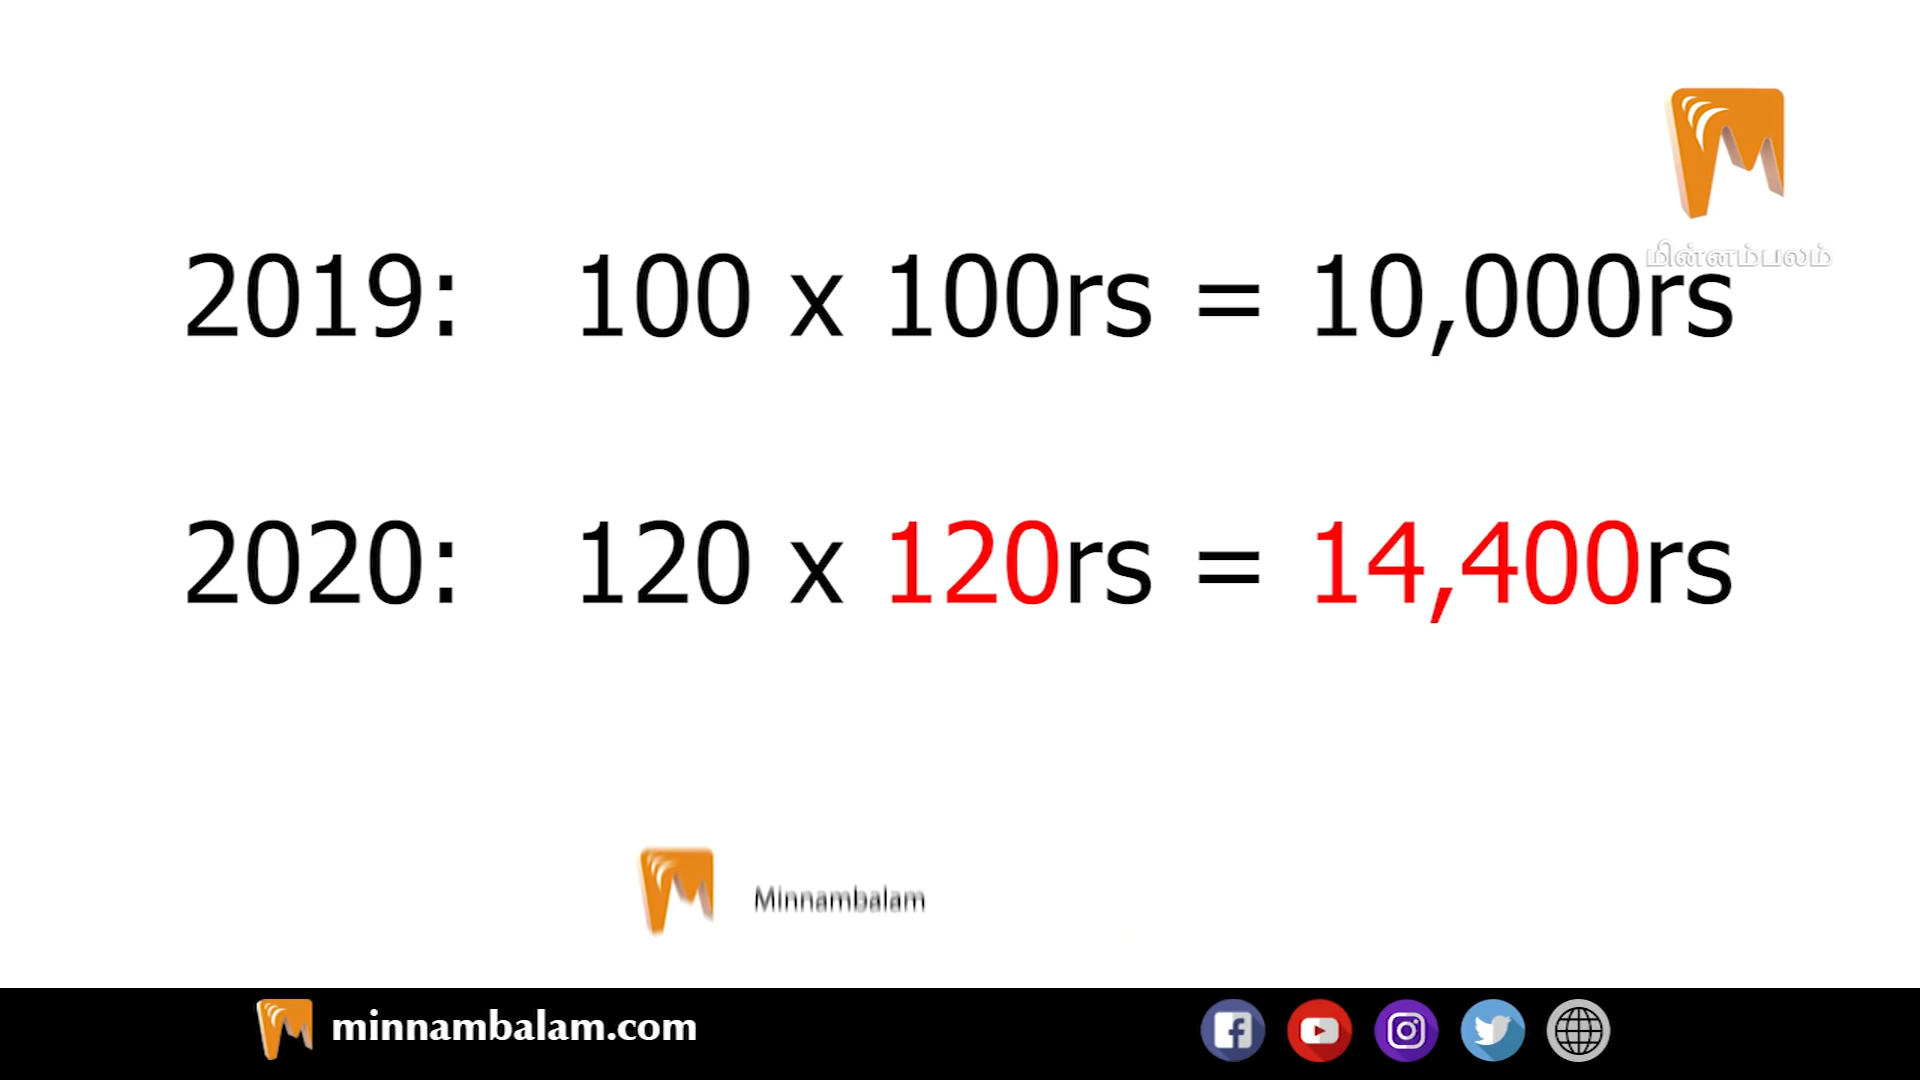 மின்னம்பலம்
2019: 100 x 100rs = 10,000rs
2020: 120 x 120rs = 14,400rs
Minnambalam
minnambalam.com